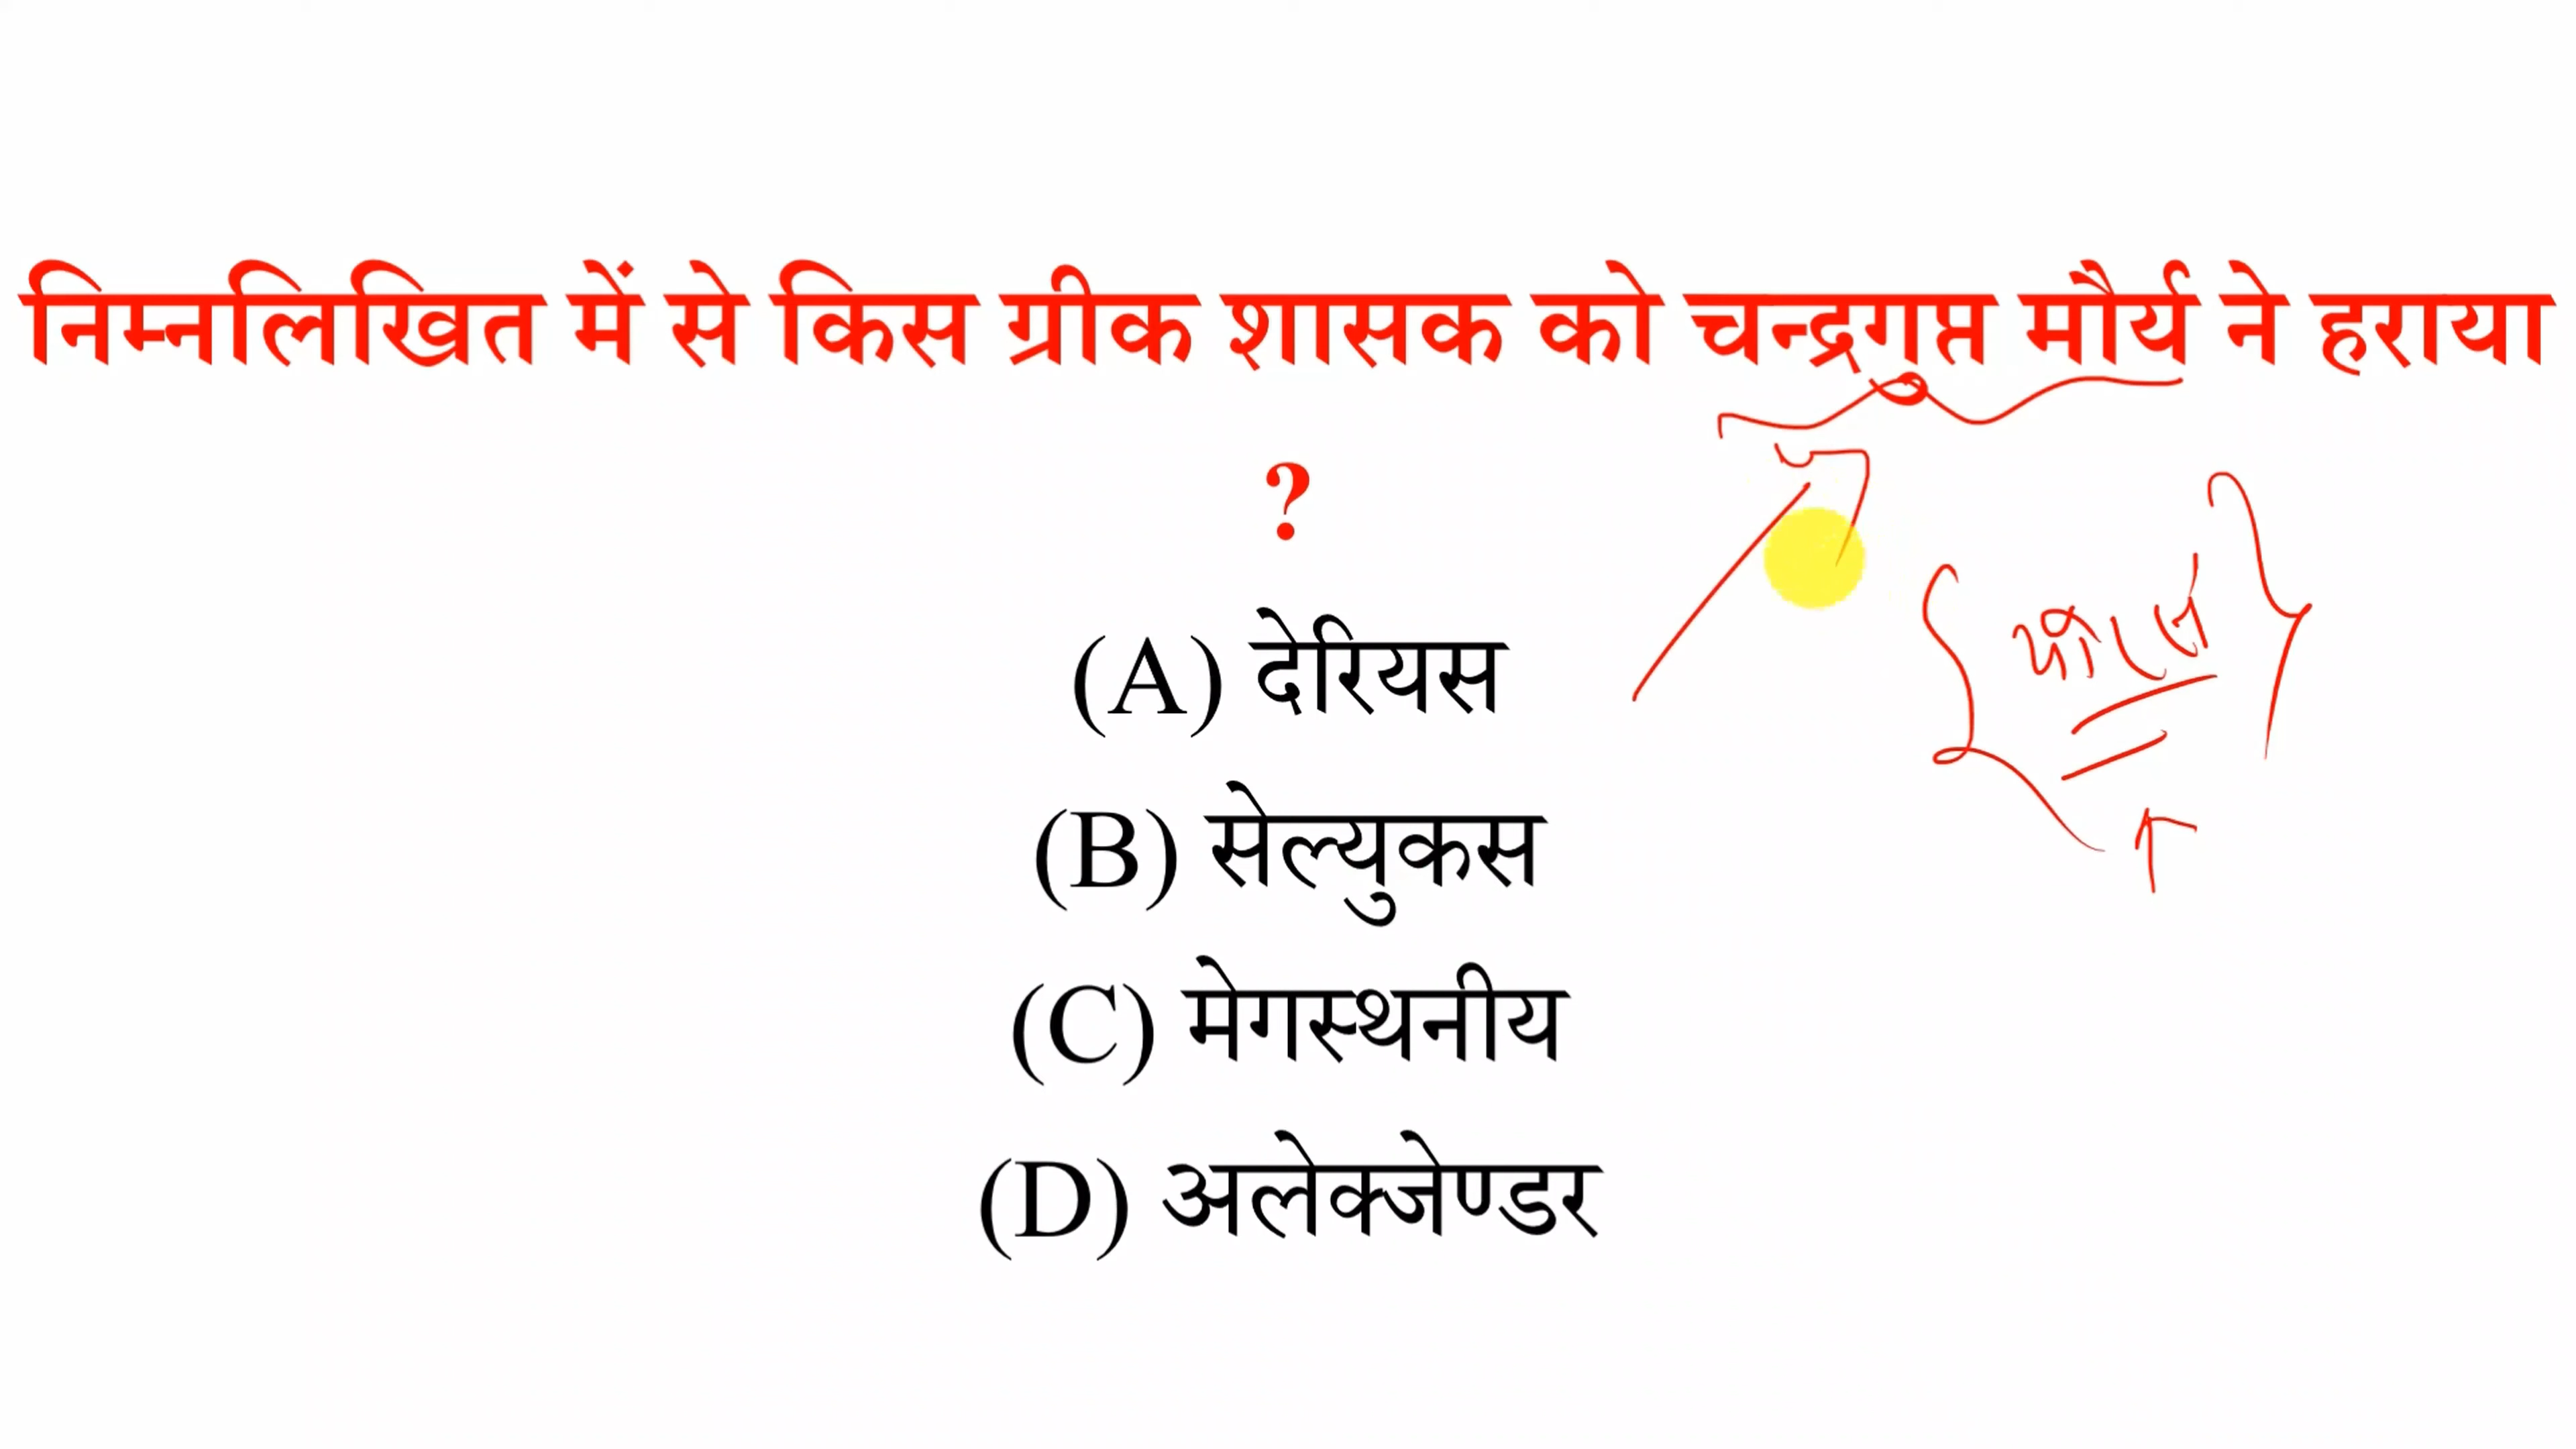 निम्नलिखित में से किस ग्रीक शासक को चन्द्रगुप्त मौर्य ने हराया
?
(A) देरियस
(B) सेल्युकस
(C) मेगस्थनीय
(D) अलेक्जेण्डर